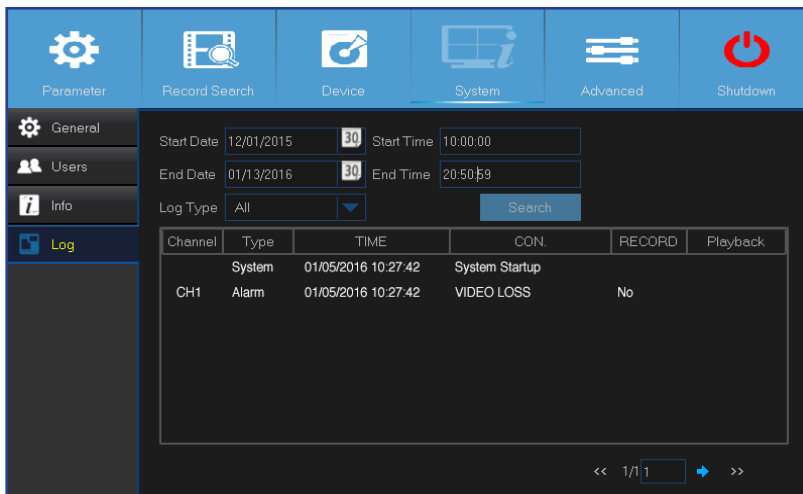 Parameter Record Search Device System Advanced Shutdown
General
Users
Info
Log
Start Date 12/01/2015 30 Start Time 10:00:00
End Date 01/13/2016 30 End Time 20:50:59
Log Type All Search
Channel Type TIME CON. RECORD Playback
System 01/05/2016 10:27:42 System Startup
CH1 Alarm 01/05/2016 10:27:42 VIDEO LOSS No
<< 1/1 1 >>